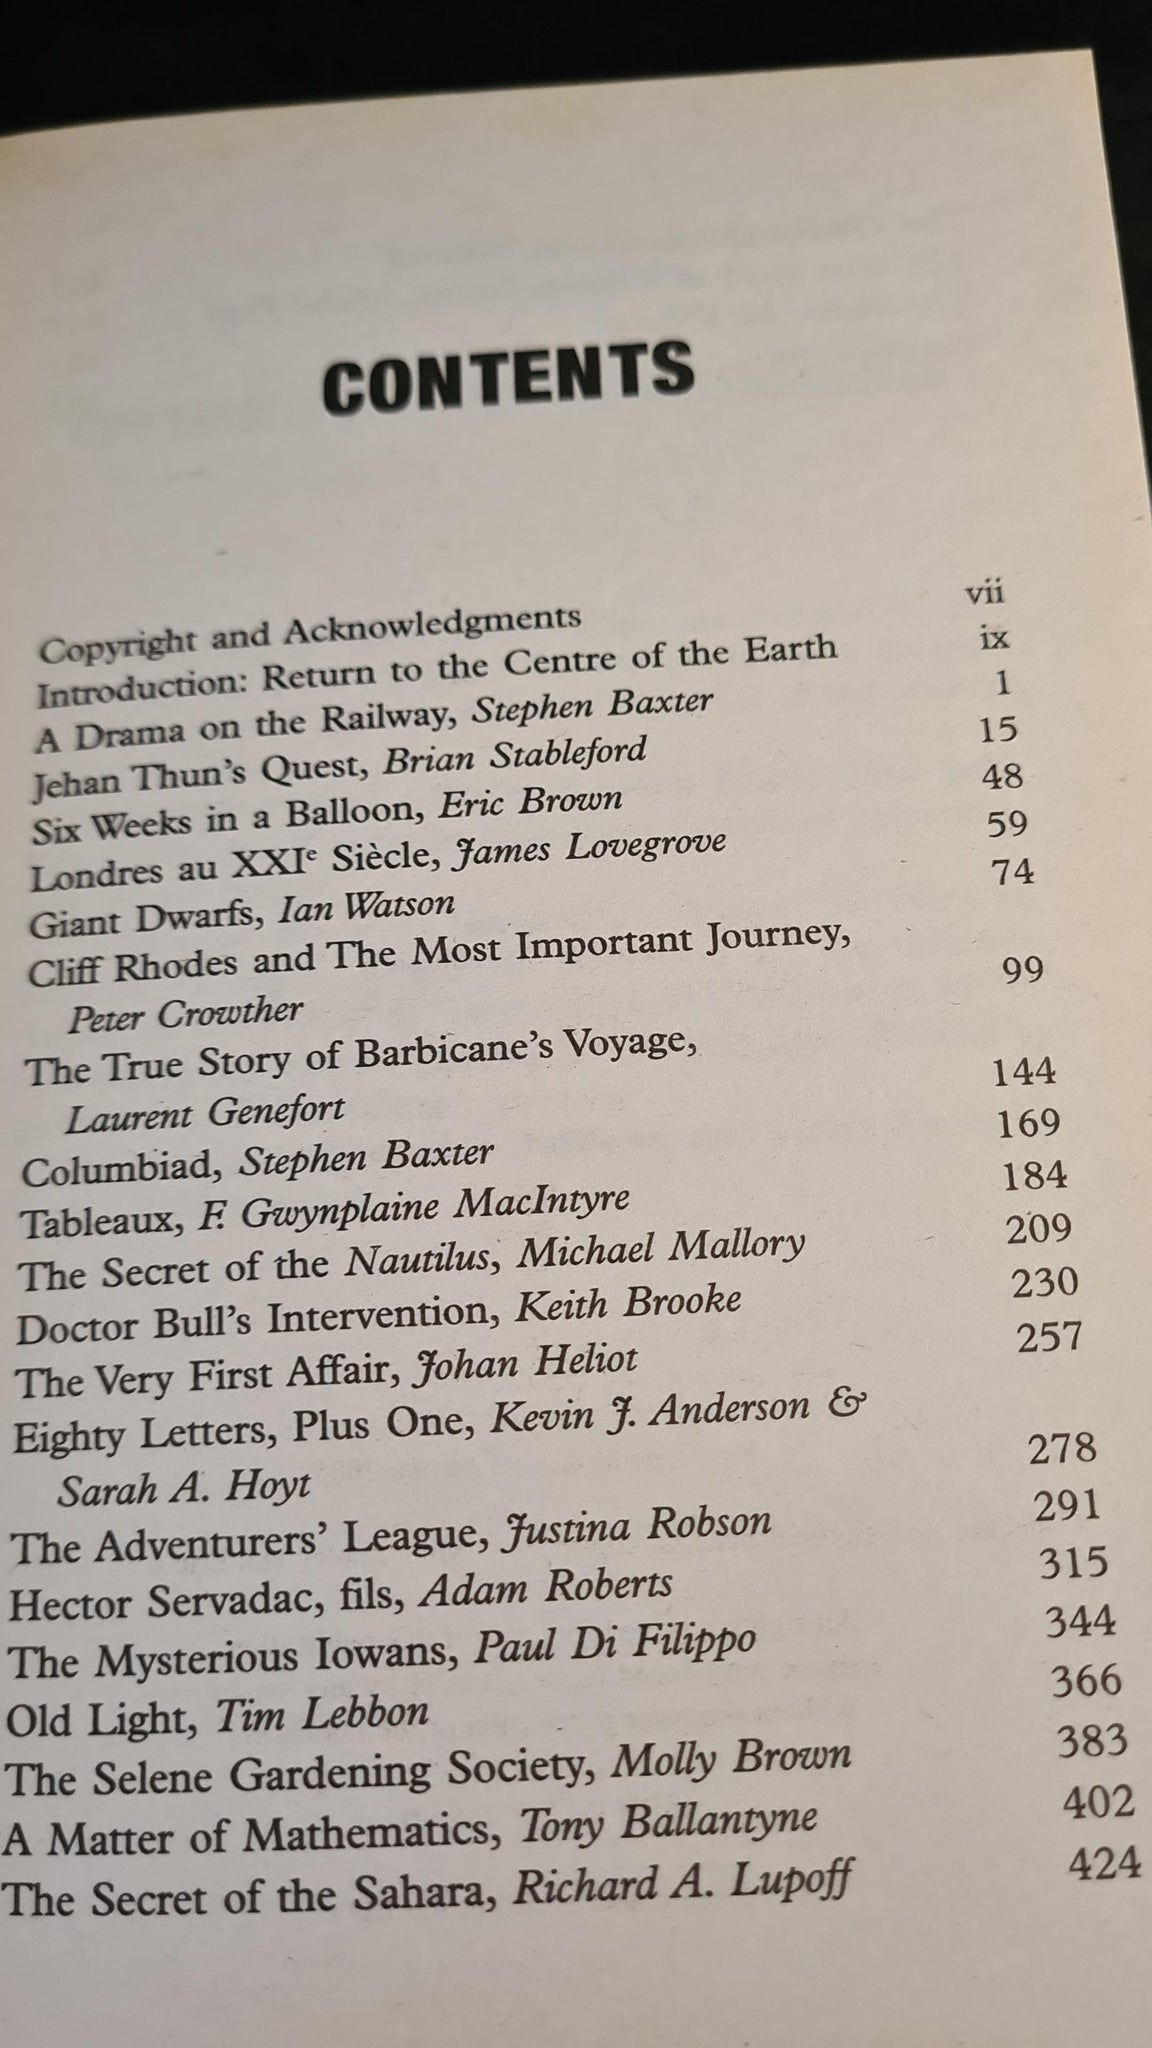 CONTENTS
Copyright and Acknowledgments vii
Introduction: Return to the Centre of the Earth ix
A Drama on the Railway, Stephen Baxter 1
Jehan Thun's Quest, Brian Stableford 15
Six Weeks in a Balloon, Eric Brown 48
Londres au XXIᵉ Siècle, James Lovegrove 59
Giant Dwarfs, Ian Watson 74
Cliff Rhodes and The Most Important Journey,
Peter Crowther 99
The True Story of Barbicane's Voyage,
Laurent Genefort 144
Columbiad, Stephen Baxter 169
Tableaux, F. Gwynplaine MacIntyre 184
The Secret of the Nautilus, Michael Mallory 209
Doctor Bull's Intervention, Keith Brooke 230
The Very First Affair, Johan Heliot 257
Eighty Letters, Plus One, Kevin J. Anderson &
Sarah A. Hoyt 278
The Adventurers' League, Justina Robson 291
Hector Servadac, fils, Adam Roberts 315
The Mysterious Iowans, Paul Di Filippo 344
Old Light, Tim Lebbon 366
The Selene Gardening Society, Molly Brown 383
A Matter of Mathematics, Tony Ballantyne 402
The Secret of the Sahara, Richard A. Lupoff 424